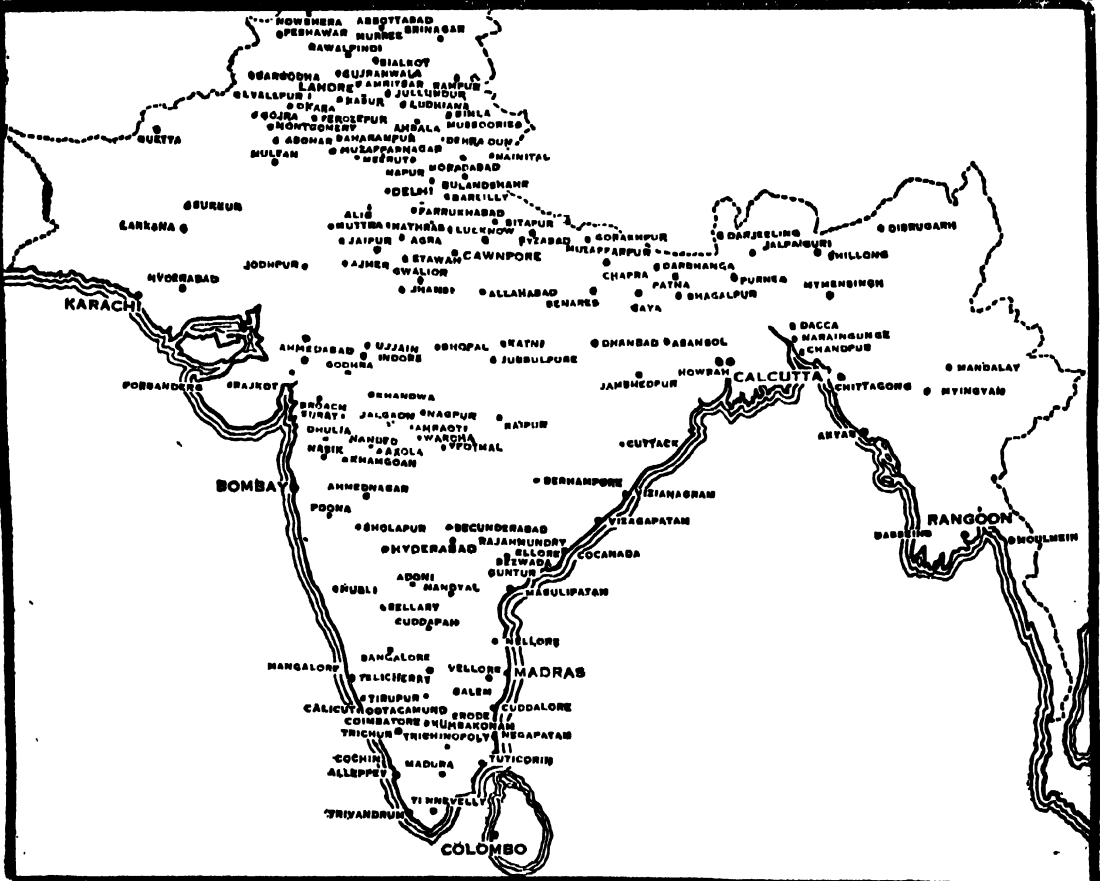 NOWSHERA ABBOTTABAD
PESHAWAR MURREE SRINAGAR
RAWALPINDI
SIALKOT
SARGODHA GUJRANWALA
LAHORE AMRITSAR RAMPUR
LYALLPUR KASUR JULLUNDUR
OKARA LUDHIANA
GOJRA FEROZEPUR SIMLA
MONTGOMERY AMBALA MUSSOORIE
QUETTA ABOHAR SAHARANPUR DEHRA DUN
MULTAN MUZAFFARNAGAR NAINITAL
MEERUT MORADABAD
HAPUR
DELHI BULANDSHAHR
BAREILLY
SUKKUR
ALIG FARRUKHABAD
LARKANA MUTTRA HATHRAS LUCKNOW SITAPUR DIBRUGARH
JAIPUR AGRA FYZABAD GORAKHPUR DARJEELING
MUZAFFARPUR JALPAIGURI
JODHPUR AJMER ETAWAH CAWNPORE SHILLONG
GWALIOR DARBHANGA
HYDERABAD CHAPRA PURNEA
JHANSI ALLAHABAD PATNA MYMENSINGH
KARACHI BENARES GAYA BHAGALPUR
DACCA
NARAINGUNGE
AHMEDABAD UJJAIN BHOPAL KATNI DHANBAD ASANSOL CHANDPUR
INDORE JUBBULPORE
GODHRA HOWRAH MANDALAY
PORBANDER RAJKOT JAMSHEDPUR CALCUTTA CHITTAGONG MYINGYAN
KHANDWA
BROACH
SURAT JALGAON NAGPUR RAIPUR
DHULIA AMRAOTI
NANDED WARDHA AKYAB
NASIK AKOLA YEOTMAL CUTTACK
KHAMGOAN
BOMBAY AHMEDNAGAR BERHAMPORE
VIZIANAGRAM
POONA
SHOLAPUR SECUNDERABAD VIZAGAPATAM RANGOON
HYDERABAD RAJAHMUNDRY BASSEINS MOULMEIN
ELLORE COCANADA
BEZWADA
ADONI GUNTUR
HUBLI NANDYAL MASULIPATAM
BELLARY
CUDDAPAH
NELLORE
BANGALORE
MANGALORE VELLORE MADRAS
TELICHERRY
TIRUPUR SALEM
CALICUT OOTACAMUND ERODE CUDDALORE
COIMBATORE KUMBAKONAM
TRICHUR TRICHINOPOLY NEGAPATAM
COCHIN MADURA TUTICORIN
ALLEPPEY
TINNEVELLY
TRIVANDRUM
COLOMBO